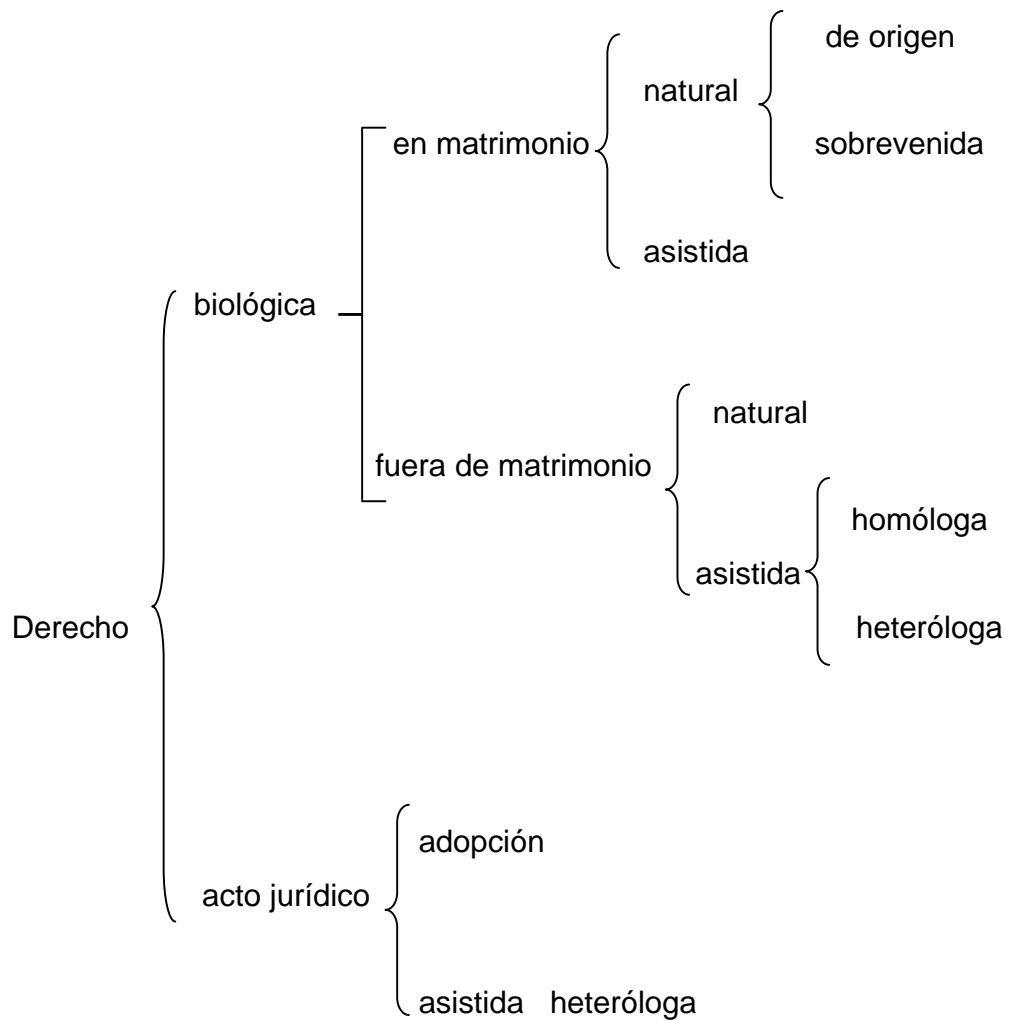 de origen
natural
en matrimonio
sobrevenida
asistida
biológica
natural
fuera de matrimonio
homóloga
asistida
Derecho
heteróloga
adopción
acto jurídico
asistida heteróloga